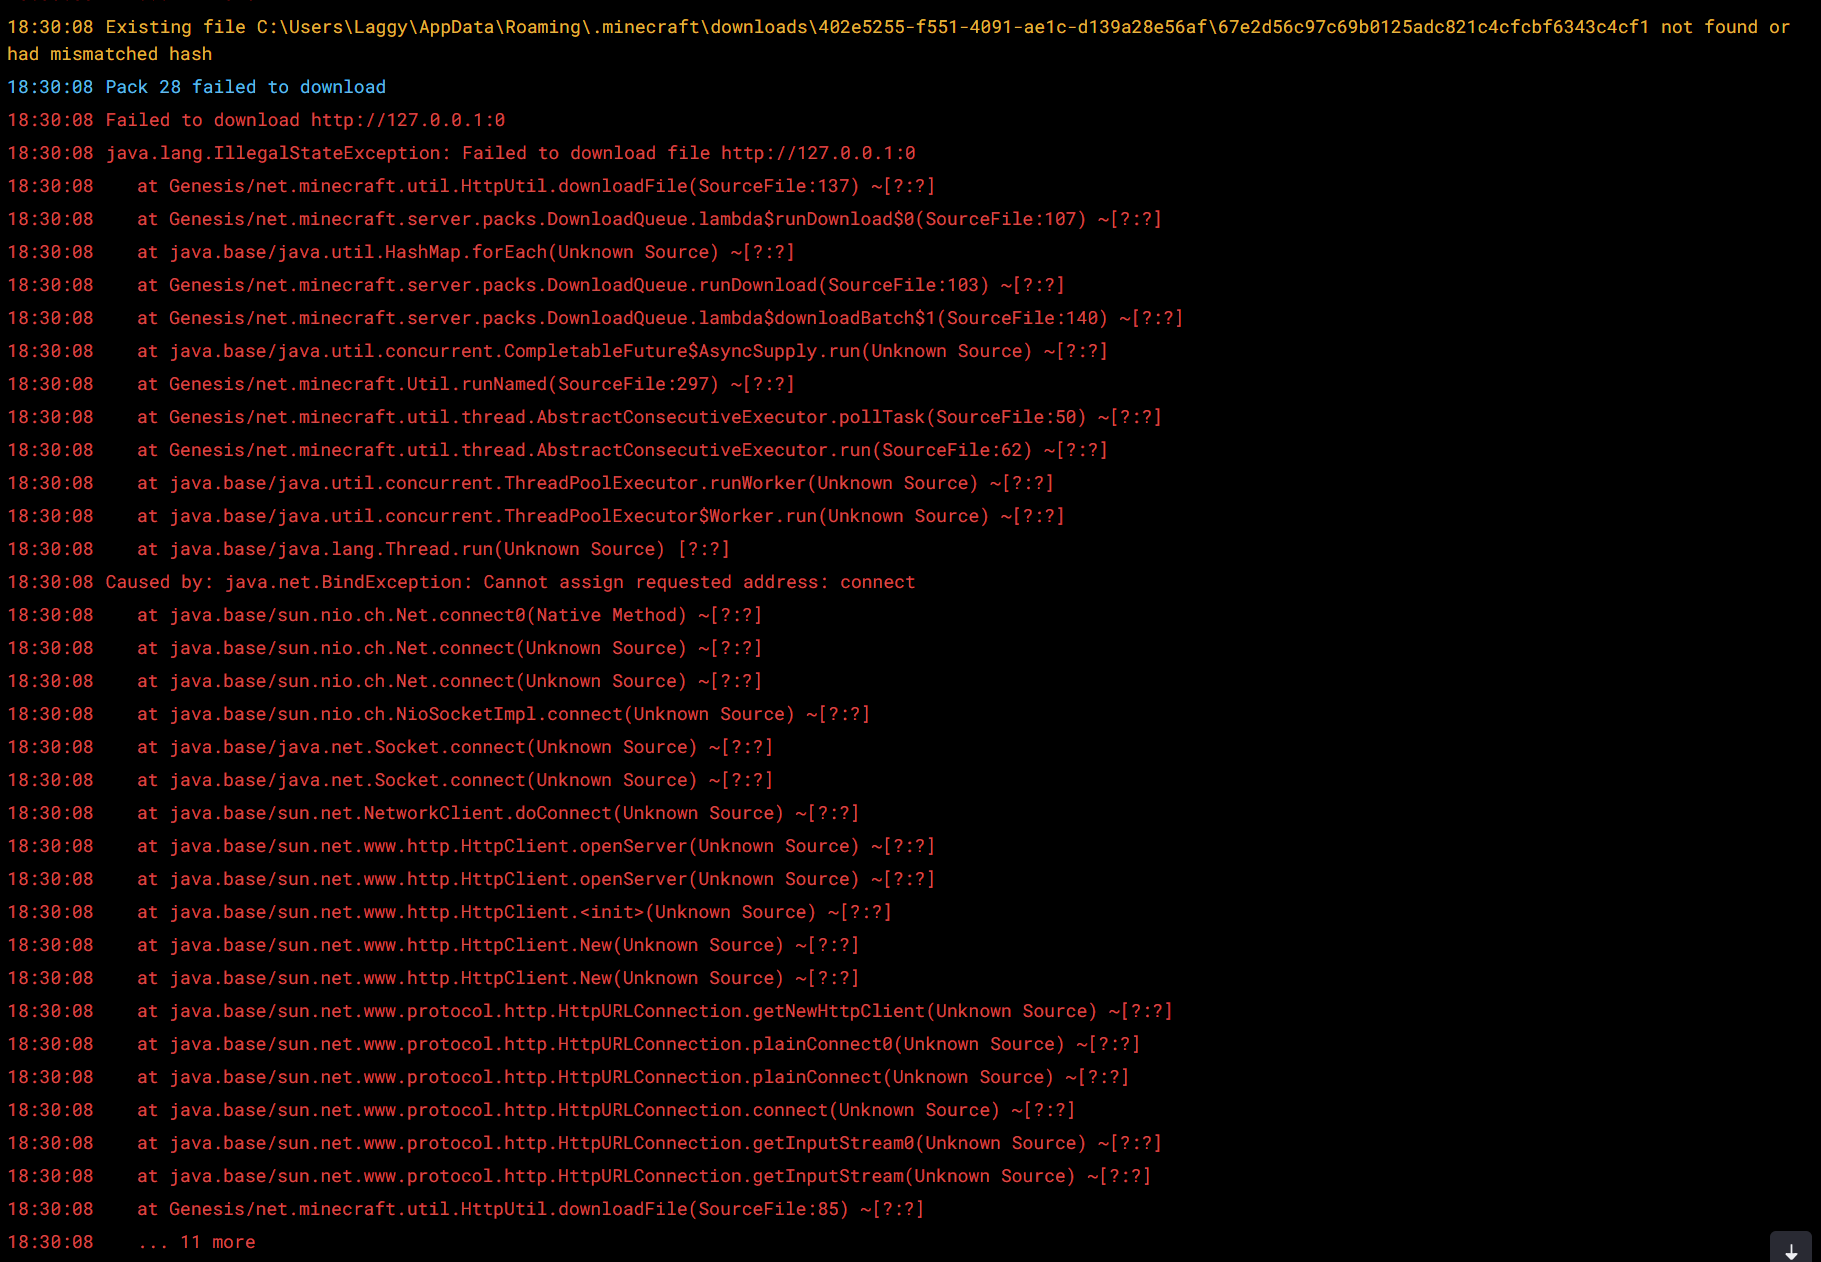 18:30:08 Existing file C:\Users\Laggy\AppData\Roaming\.minecraft\downloads\402e5255-f551-4091-ae1c-d139a28e56af\67e2d56c97c69b0125adc821c4cfcbf6343c4cf1 not found or
had mismatched hash
18:30:08 Pack 28 failed to download
18:30:08 Failed to download http://127.0.0.1:0
18:30:08 java.lang.IllegalStateException: Failed to download file http://127.0.0.1:0
18:30:08    at Genesis/net.minecraft.util.HttpUtil.downloadFile(SourceFile:137) ~[?:?]
18:30:08    at Genesis/net.minecraft.server.packs.DownloadQueue.lambda$runDownload$0(SourceFile:107) ~[?:?]
18:30:08    at java.base/java.util.HashMap.forEach(Unknown Source) ~[?:?]
18:30:08    at Genesis/net.minecraft.server.packs.DownloadQueue.runDownload(SourceFile:103) ~[?:?]
18:30:08    at Genesis/net.minecraft.server.packs.DownloadQueue.lambda$downloadBatch$1(SourceFile:140) ~[?:?]
18:30:08    at java.base/java.util.concurrent.CompletableFuture$AsyncSupply.run(Unknown Source) ~[?:?]
18:30:08    at Genesis/net.minecraft.Util.runNamed(SourceFile:297) ~[?:?]
18:30:08    at Genesis/net.minecraft.util.thread.AbstractConsecutiveExecutor.pollTask(SourceFile:50) ~[?:?]
18:30:08    at Genesis/net.minecraft.util.thread.AbstractConsecutiveExecutor.run(SourceFile:62) ~[?:?]
18:30:08    at java.base/java.util.concurrent.ThreadPoolExecutor.runWorker(Unknown Source) ~[?:?]
18:30:08    at java.base/java.util.concurrent.ThreadPoolExecutor$Worker.run(Unknown Source) ~[?:?]
18:30:08    at java.base/java.lang.Thread.run(Unknown Source) [?:?]
18:30:08 Caused by: java.net.BindException: Cannot assign requested address: connect
18:30:08    at java.base/sun.nio.ch.Net.connect0(Native Method) ~[?:?]
18:30:08    at java.base/sun.nio.ch.Net.connect(Unknown Source) ~[?:?]
18:30:08    at java.base/sun.nio.ch.Net.connect(Unknown Source) ~[?:?]
18:30:08    at java.base/sun.nio.ch.NioSocketImpl.connect(Unknown Source) ~[?:?]
18:30:08    at java.base/java.net.Socket.connect(Unknown Source) ~[?:?]
18:30:08    at java.base/java.net.Socket.connect(Unknown Source) ~[?:?]
18:30:08    at java.base/sun.net.NetworkClient.doConnect(Unknown Source) ~[?:?]
18:30:08    at java.base/sun.net.www.http.HttpClient.openServer(Unknown Source) ~[?:?]
18:30:08    at java.base/sun.net.www.http.HttpClient.openServer(Unknown Source) ~[?:?]
18:30:08    at java.base/sun.net.www.http.HttpClient.<init>(Unknown Source) ~[?:?]
18:30:08    at java.base/sun.net.www.http.HttpClient.New(Unknown Source) ~[?:?]
18:30:08    at java.base/sun.net.www.http.HttpClient.New(Unknown Source) ~[?:?]
18:30:08    at java.base/sun.net.www.protocol.http.HttpURLConnection.getNewHttpClient(Unknown Source) ~[?:?]
18:30:08    at java.base/sun.net.www.protocol.http.HttpURLConnection.plainConnect0(Unknown Source) ~[?:?]
18:30:08    at java.base/sun.net.www.protocol.http.HttpURLConnection.plainConnect(Unknown Source) ~[?:?]
18:30:08    at java.base/sun.net.www.protocol.http.HttpURLConnection.connect(Unknown Source) ~[?:?]
18:30:08    at java.base/sun.net.www.protocol.http.HttpURLConnection.getInputStream0(Unknown Source) ~[?:?]
18:30:08    at java.base/sun.net.www.protocol.http.HttpURLConnection.getInputStream(Unknown Source) ~[?:?]
18:30:08    at Genesis/net.minecraft.util.HttpUtil.downloadFile(SourceFile:85) ~[?:?]
18:30:08    ... 11 more